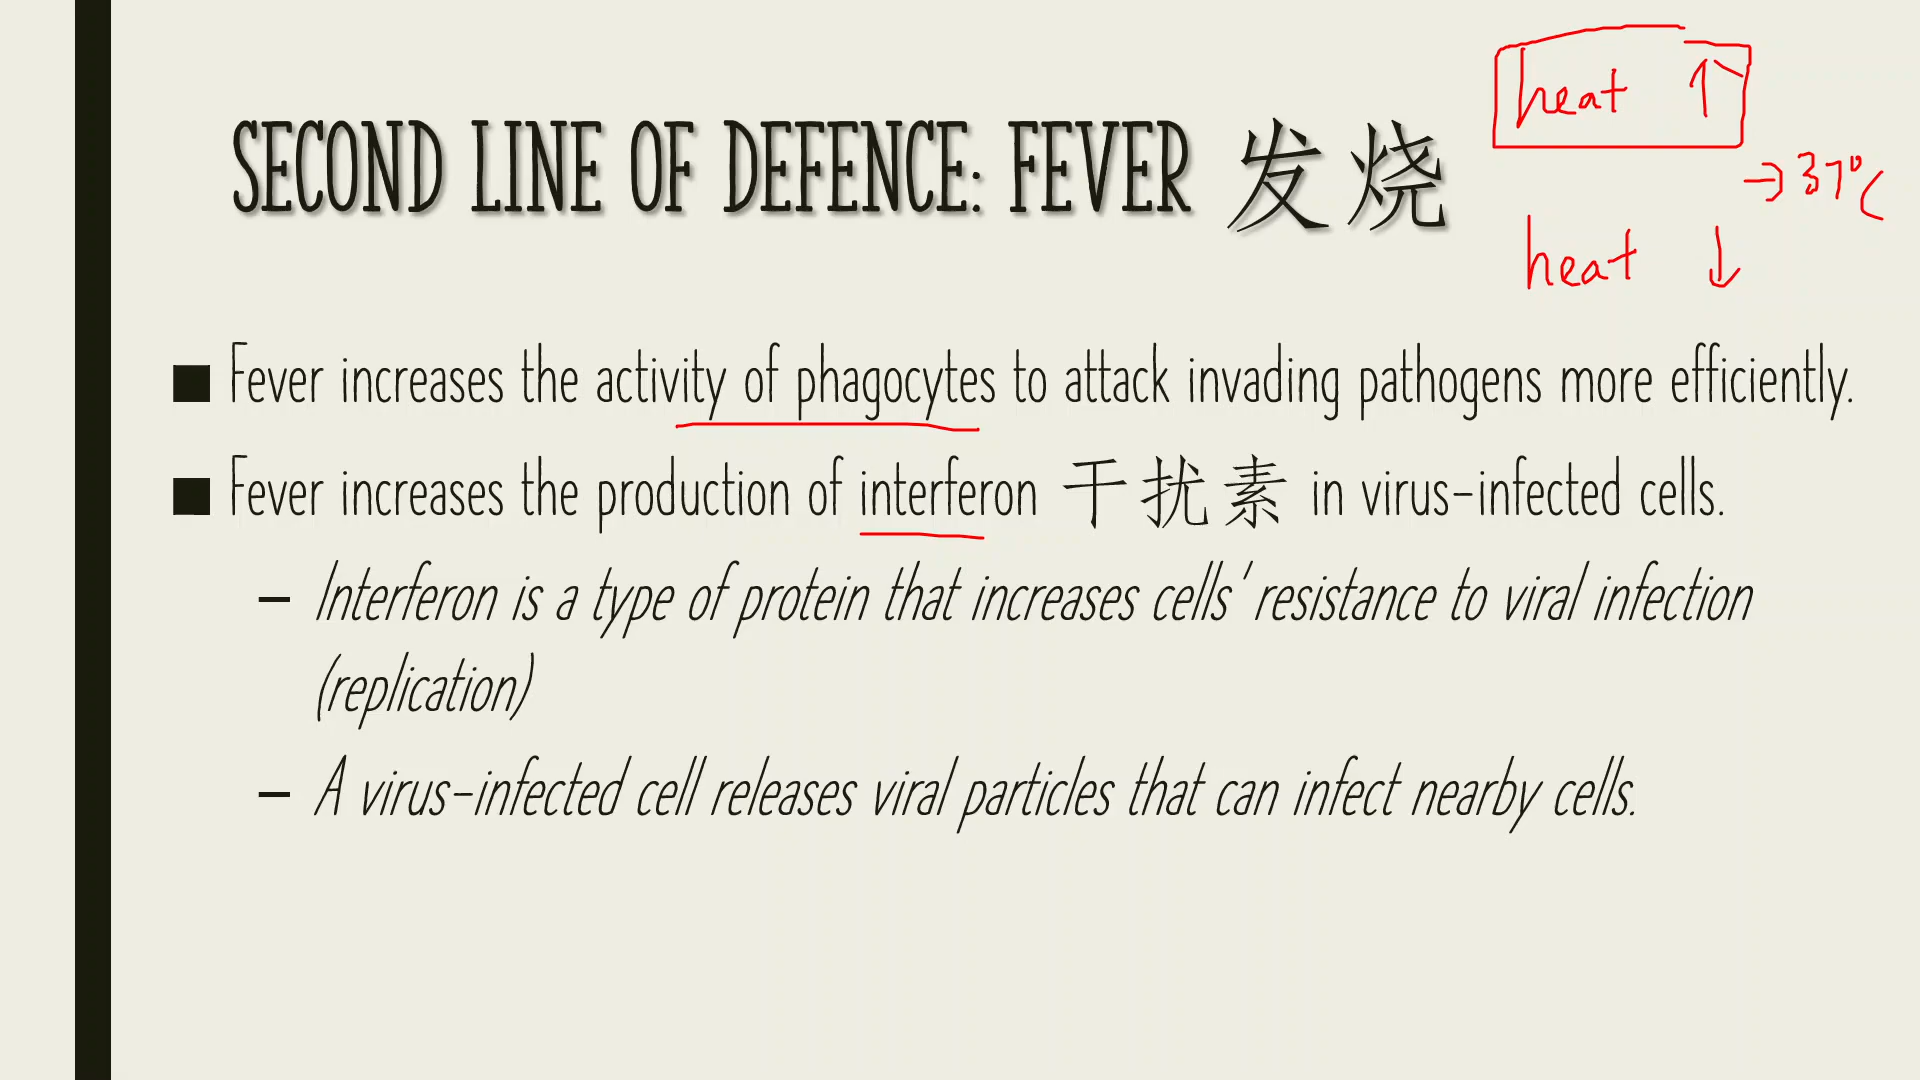 heat ↑
SECOND LINE OF DEFENCE: FEVER 发烧
→ 37°C
heat ↓
■ Fever increases the activity of phagocytes to attack invading pathogens more efficiently.
■ Fever increases the production of interferon 干扰素 in virus-infected cells.
– Interferon is a type of protein that increases cells' resistance to viral infection
(replication)
– A virus-infected cell releases viral particles that can infect nearby cells.